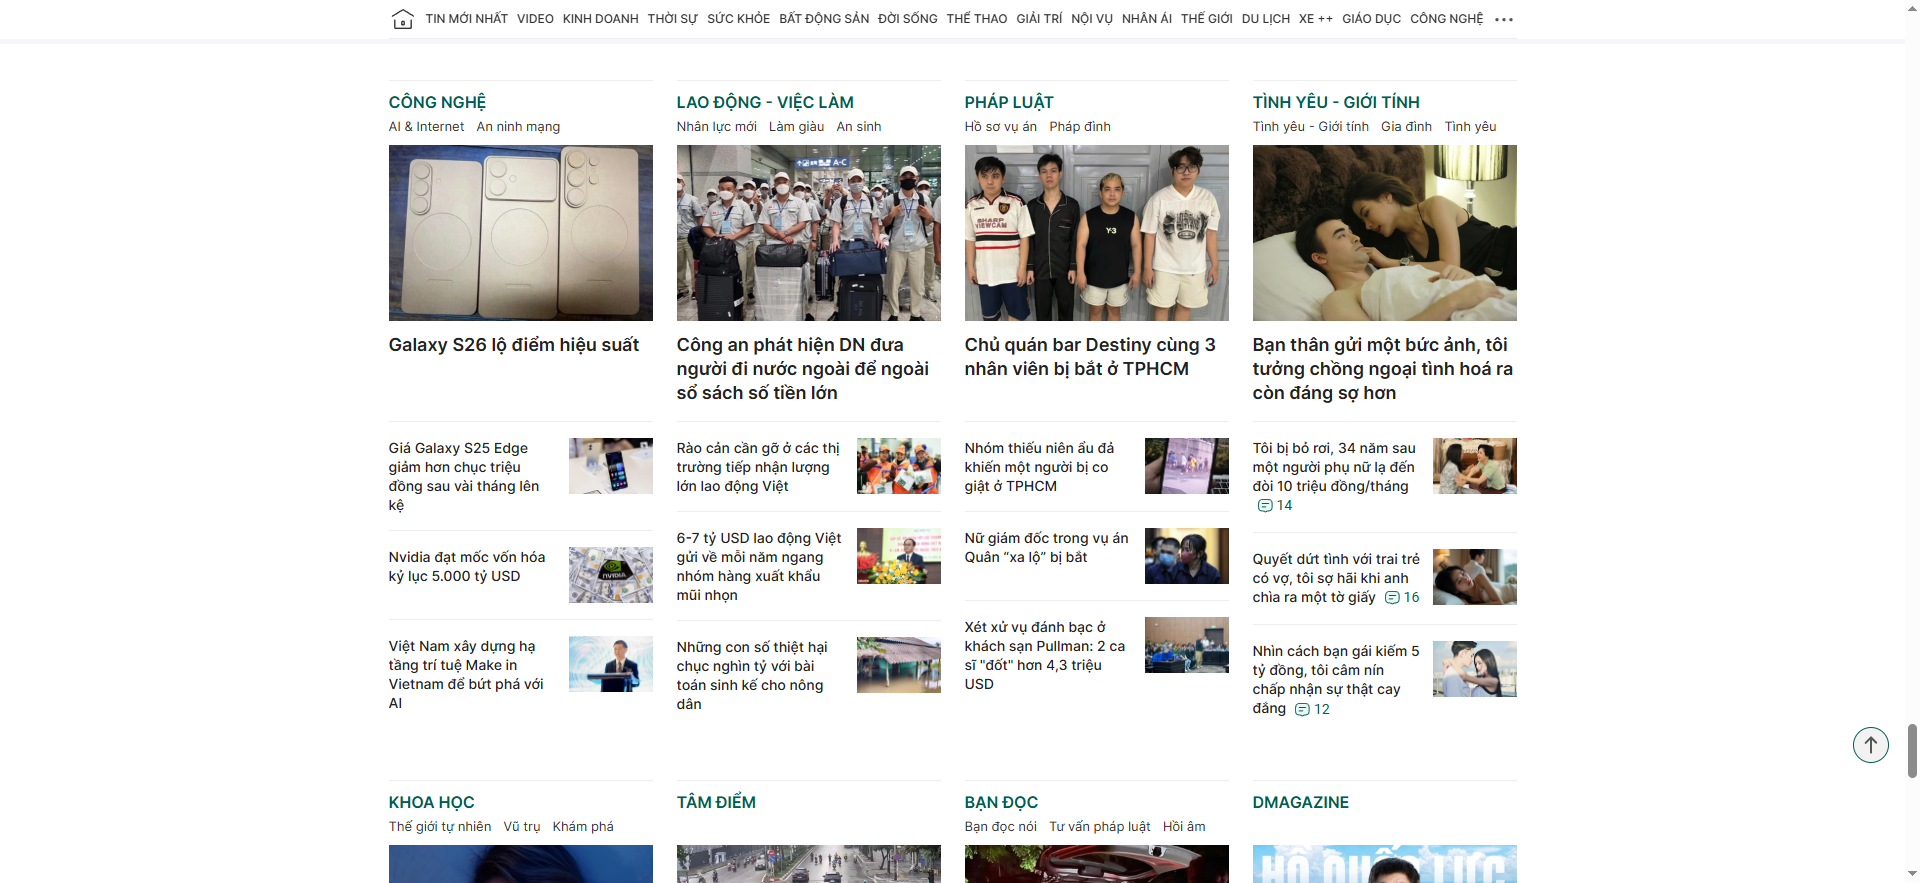 TIN MỚI NHẤT VIDEO KINH DOANH THỜI SỰ SỨC KHỎE BẤT ĐỘNG SẢN ĐỜI SỐNG THỂ THAO GIẢI TRÍ NỘI VỤ NHÂN ÁI THẾ GIỚI DU LỊCH XE ++ GIÁO DỤC CÔNG NGHỆ
CÔNG NGHỆ
AI & Internet An ninh mạng
Galaxy S26 lộ điểm hiệu suất
Giá Galaxy S25 Edge
giảm hơn chục triệu
đồng sau vài tháng lên
kệ
Nvidia đạt mốc vốn hóa
kỷ lục 5.000 tỷ USD
NVIDIA
Việt Nam xây dựng hạ
tầng trí tuệ Make in
Vietnam để bứt phá với
AI
LAO ĐỘNG - VIỆC LÀM
Nhân lực mới Làm giàu An sinh
A-C
Công an phát hiện DN đưa
người đi nước ngoài để ngoài
sổ sách số tiền lớn
Rào cản cần gỡ ở các thị
trường tiếp nhận lượng
lớn lao động Việt
6-7 tỷ USD lao động Việt
gửi về mỗi năm ngang
nhóm hàng xuất khẩu
mũi nhọn
Những con số thiệt hại
chục nghìn tỷ với bài
toán sinh kế cho nông
dân
PHÁP LUẬT
Hồ sơ vụ án Pháp đình
SHARP
VIEWCAM
Y-3
Chủ quán bar Destiny cùng 3
nhân viên bị bắt ở TPHCM
Nhóm thiếu niên ẩu đả
khiến một người bị co
giật ở TPHCM
Nữ giám đốc trong vụ án
Quân “xa lộ” bị bắt
Xét xử vụ đánh bạc ở
khách sạn Pullman: 2 ca
sĩ "đốt" hơn 4,3 triệu
USD
TÌNH YÊU - GIỚI TÍNH
Tình yêu - Giới tính Gia đình Tình yêu
Bạn thân gửi một bức ảnh, tôi
tưởng chồng ngoại tình hoá ra
còn đáng sợ hơn
Tôi bị bỏ rơi, 34 năm sau
một người phụ nữ lạ đến
đòi 10 triệu đồng/tháng
14
Quyết dứt tình với trai trẻ
có vợ, tôi sợ hãi khi anh
chìa ra một tờ giấy 16
Nhìn cách bạn gái kiếm 5
tỷ đồng, tôi câm nín
chấp nhận sự thật cay
đắng 12
KHOA HỌC
Thế giới tự nhiên Vũ trụ Khám phá
TÂM ĐIỂM
BẠN ĐỌC
Bạn đọc nói Tư vấn pháp luật Hồi âm
DMAGAZINE